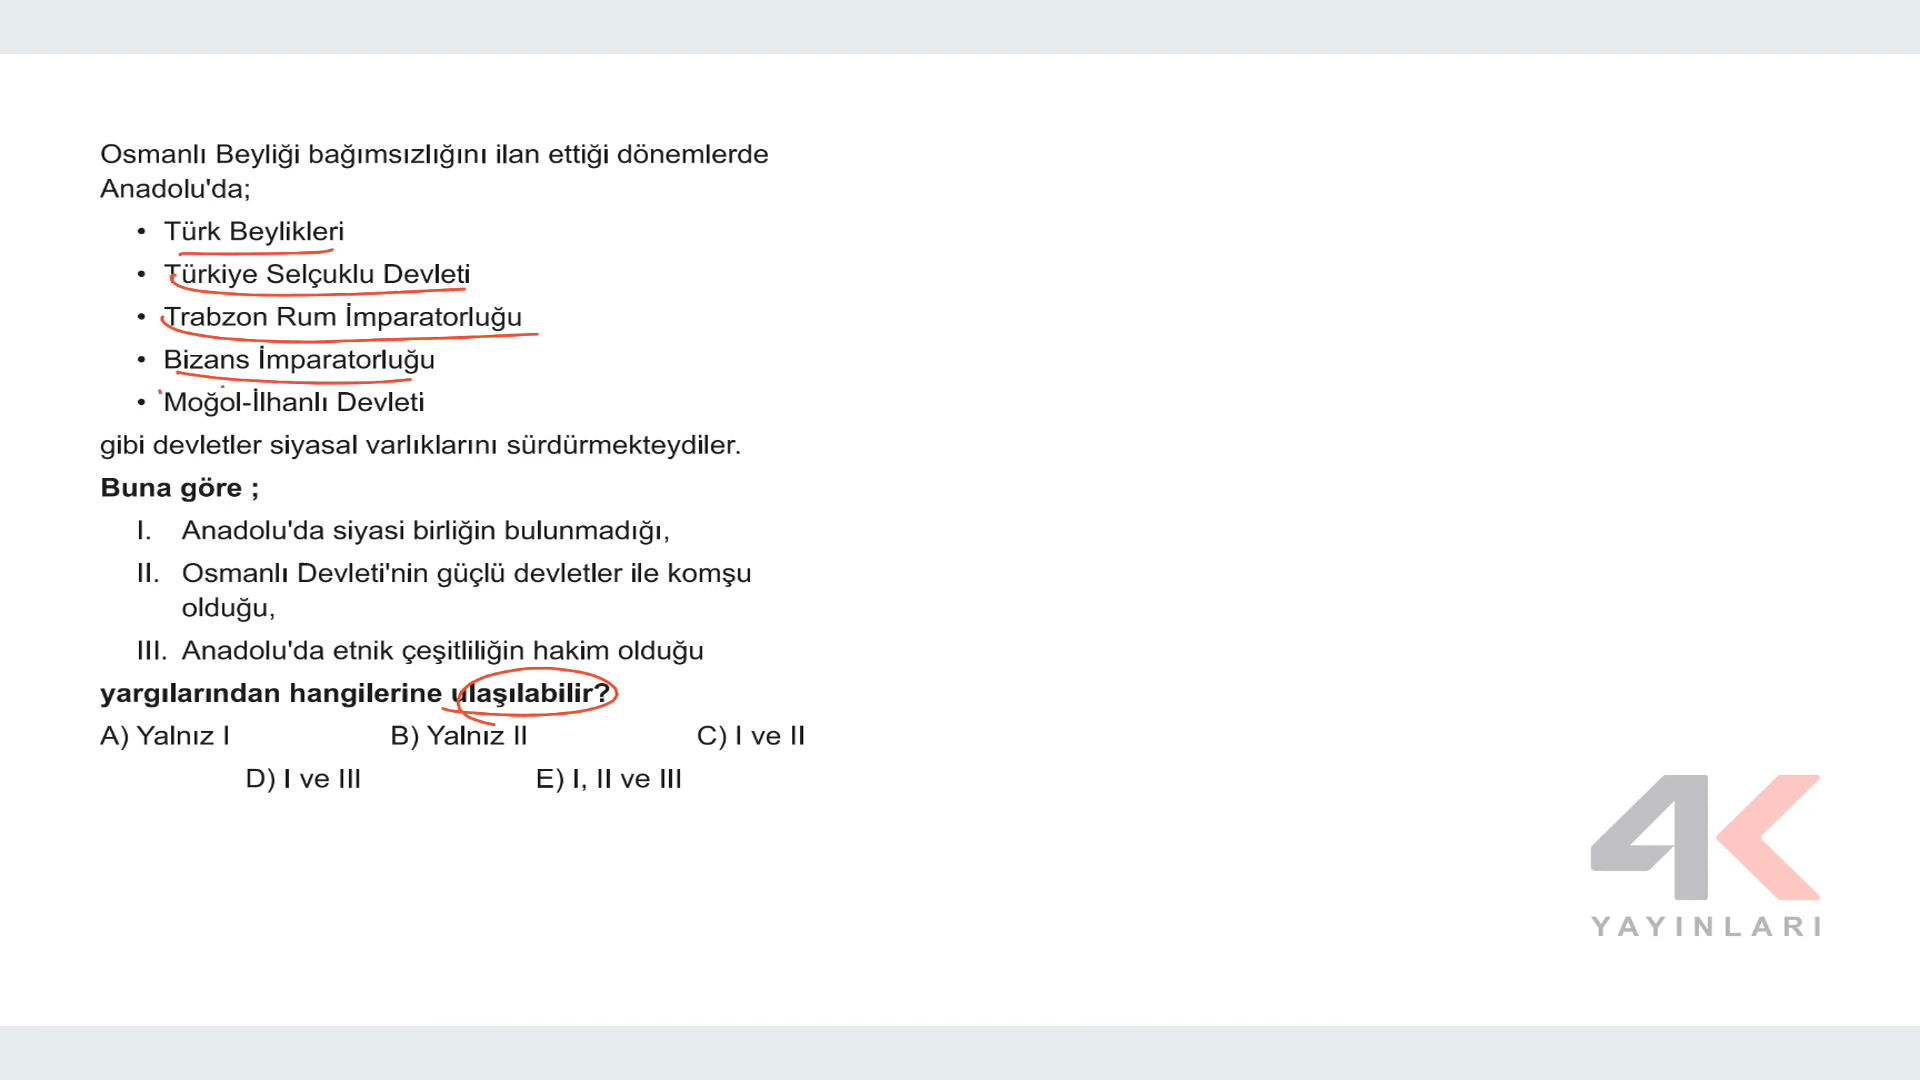 Osmanlı Beyliği bağımsızlığını ilan ettiği dönemlerde
Anadolu'da;
• Türk Beylikleri
• Türkiye Selçuklu Devleti
• Trabzon Rum İmparatorluğu
• Bizans İmparatorluğu
• Moğol-İlhanlı Devleti
gibi devletler siyasal varlıklarını sürdürmekteydiler.
Buna göre ;
I. Anadolu'da siyasi birliğin bulunmadığı,
II. Osmanlı Devleti'nin güçlü devletler ile komşu
olduğu,
III. Anadolu'da etnik çeşitliliğin hakim olduğu
yargılarından hangilerine ulaşılabilir?
A) Yalnız I B) Yalnız II C) I ve II
D) I ve III E) I, II ve III
4K
YAYINLARI